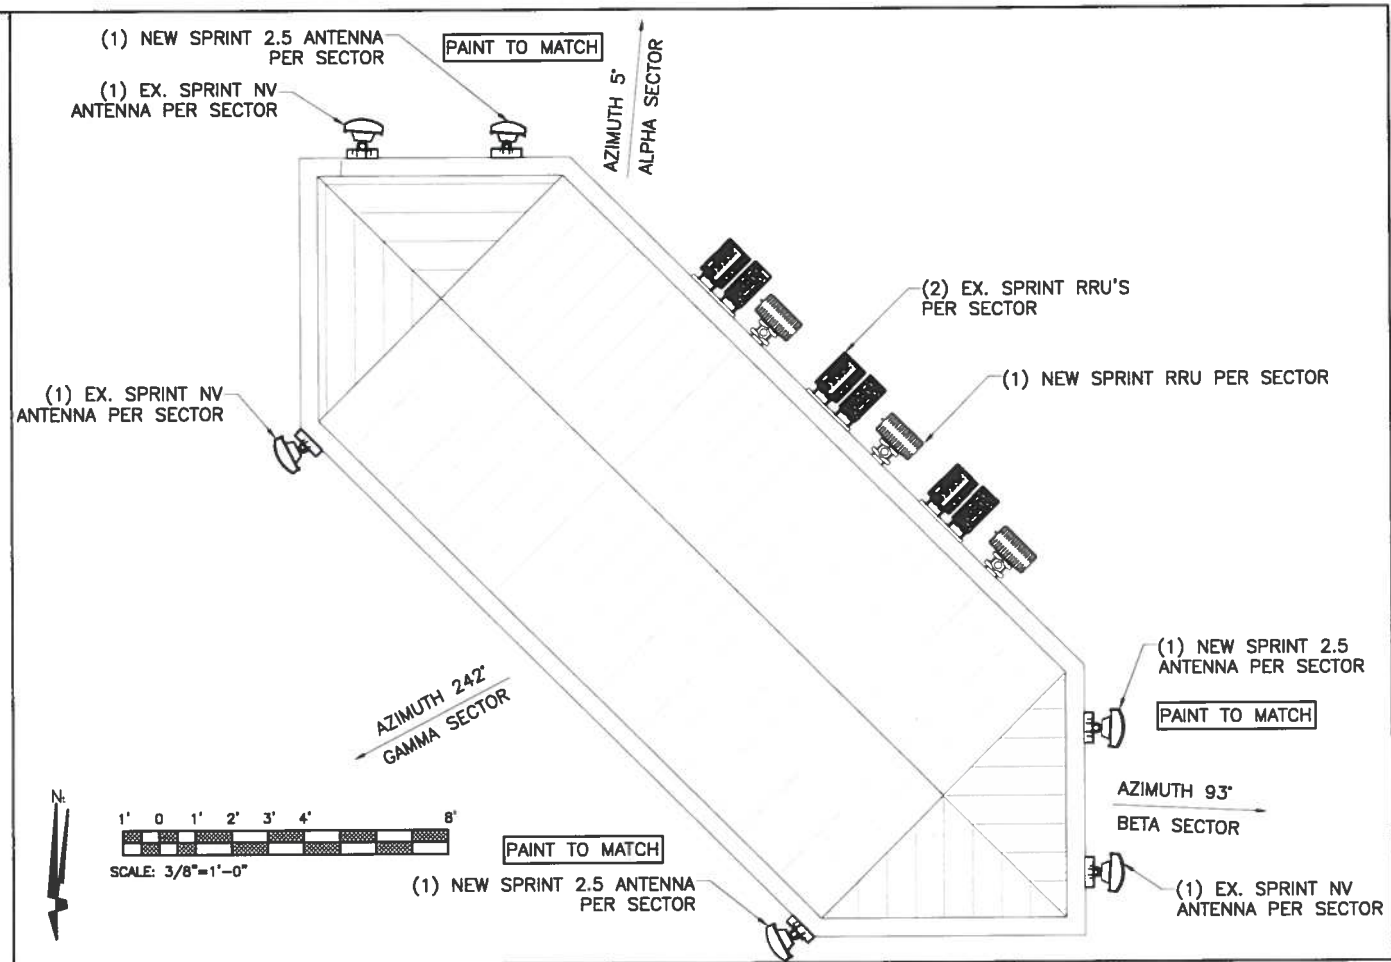 (1) NEW SPRINT 2.5 ANTENNA
PER SECTOR
PAINT TO MATCH
(1) EX. SPRINT NV
ANTENNA PER SECTOR
AZIMUTH 5°
ALPHA SECTOR
(2) EX. SPRINT RRU'S
PER SECTOR
(1) NEW SPRINT RRU PER SECTOR
(1) EX. SPRINT NV
ANTENNA PER SECTOR
(1) NEW SPRINT 2.5
ANTENNA PER SECTOR
PAINT TO MATCH
AZIMUTH 242°
GAMMA SECTOR
AZIMUTH 93°
BETA SECTOR
N
1' 0 1' 2' 3' 4' 8'
SCALE: 3/8"=1'-0"
PAINT TO MATCH
(1) NEW SPRINT 2.5 ANTENNA
PER SECTOR
(1) EX. SPRINT NV
ANTENNA PER SECTOR